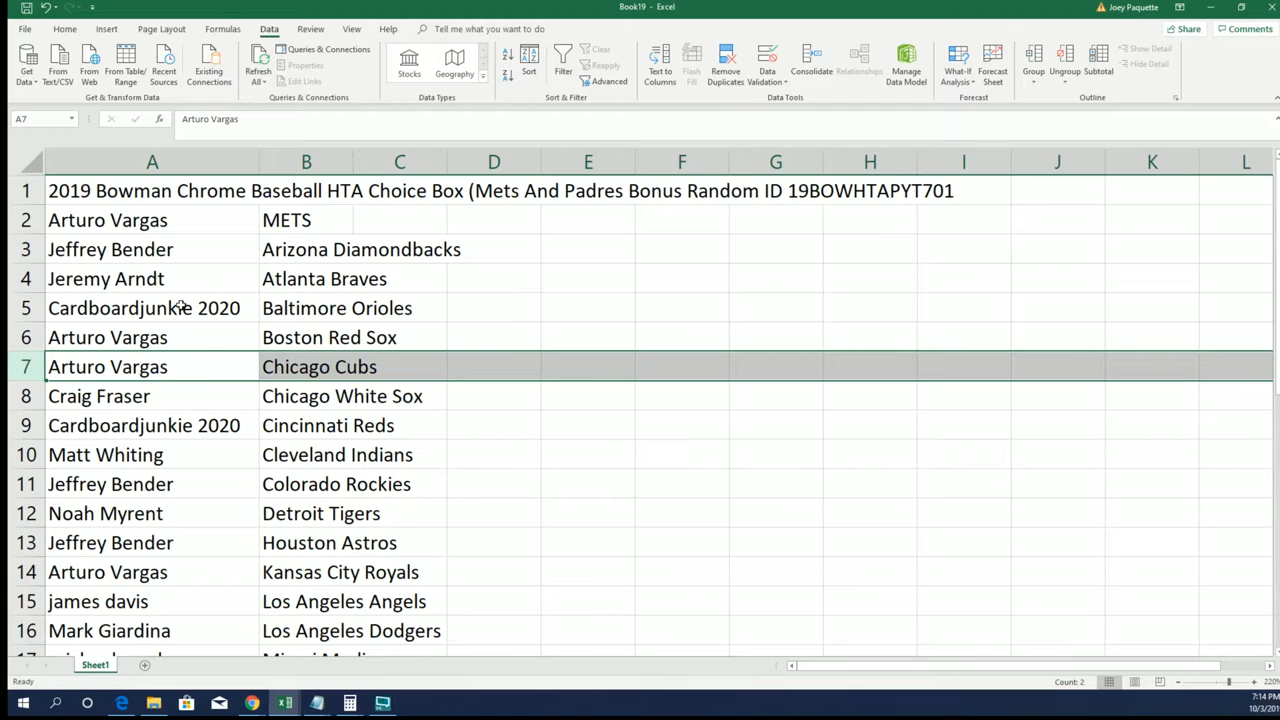 Book19 - Excel
Joey Paquette
File Home Insert Page Layout Formulas Data Review View Help Tell me what you want to do
Share Comments
Get Data From Text/CSV From Web From Table/Range Recent Sources Existing Connections
Get & Transform Data
Refresh All Queries & Connections Properties Edit Links
Queries & Connections
Stocks Geography
Data Types
Sort Filter Clear Reapply Advanced
Sort & Filter
Text to Columns Flash Fill Remove Duplicates Data Validation Consolidate Relationships Manage Data Model
Data Tools
What-If Analysis Forecast Sheet
Forecast
Group Ungroup Subtotal Show Detail Hide Detail
Outline
A7 fx Arturo Vargas
A B C D E F G H I J K L
1 2019 Bowman Chrome Baseball HTA Choice Box (Mets And Padres Bonus Random ID 19BOWHTAPYT701
2 Arturo Vargas METS
3 Jeffrey Bender Arizona Diamondbacks
4 Jeremy Arndt Atlanta Braves
5 Cardboardjunkie 2020 Baltimore Orioles
6 Arturo Vargas Boston Red Sox
7 Arturo Vargas Chicago Cubs
8 Craig Fraser Chicago White Sox
9 Cardboardjunkie 2020 Cincinnati Reds
10 Matt Whiting Cleveland Indians
11 Jeffrey Bender Colorado Rockies
12 Noah Myrent Detroit Tigers
13 Jeffrey Bender Houston Astros
14 Arturo Vargas Kansas City Royals
15 james davis Los Angeles Angels
16 Mark Giardina Los Angeles Dodgers
Sheet1
Ready Count: 2 220%
7:14 PM
10/3/2019